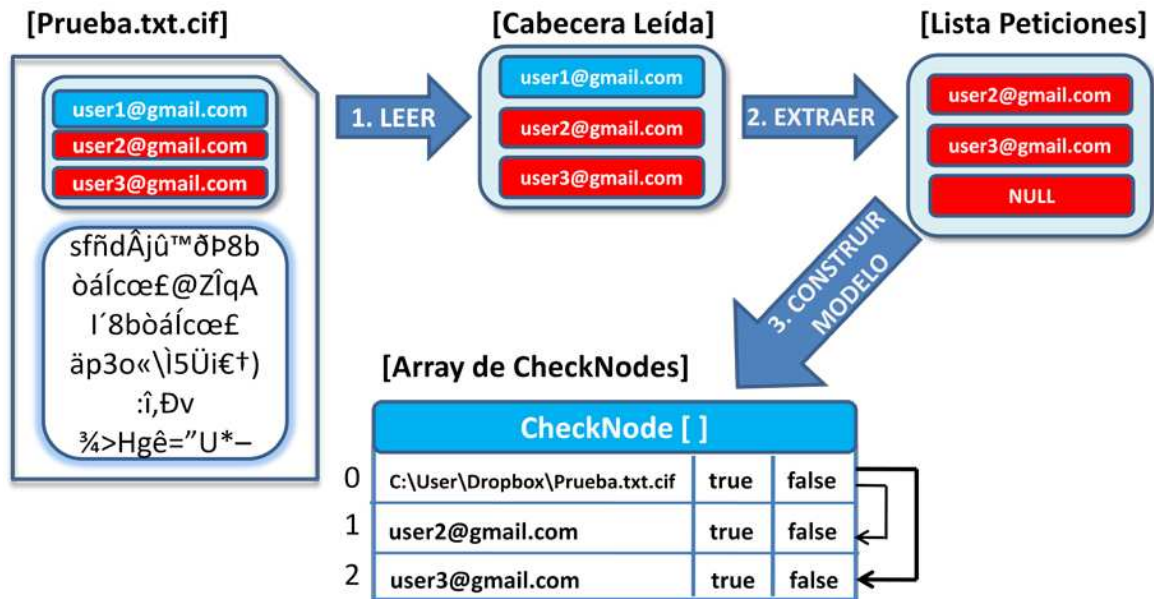 [Prueba.txt.cif]
user1@gmail.com
user2@gmail.com
user3@gmail.com
sfñdÂjû™ðÞ8b
òáÍcœ£@ZÎqA
I´8bòáÍcœ£
äp3o«\Ì5Üi€†)
:î,Ðv
¾>Hgê=”U*–
1. LEER
[Cabecera Leída]
user1@gmail.com
user2@gmail.com
user3@gmail.com
2. EXTRAER
[Lista Peticiones]
user2@gmail.com
user3@gmail.com
NULL
3. CONSTRUIR
MODELO
[Array de CheckNodes]
CheckNode [ ]
0 C:\User\Dropbox\Prueba.txt.cif true false
1 user2@gmail.com true false
2 user3@gmail.com true false